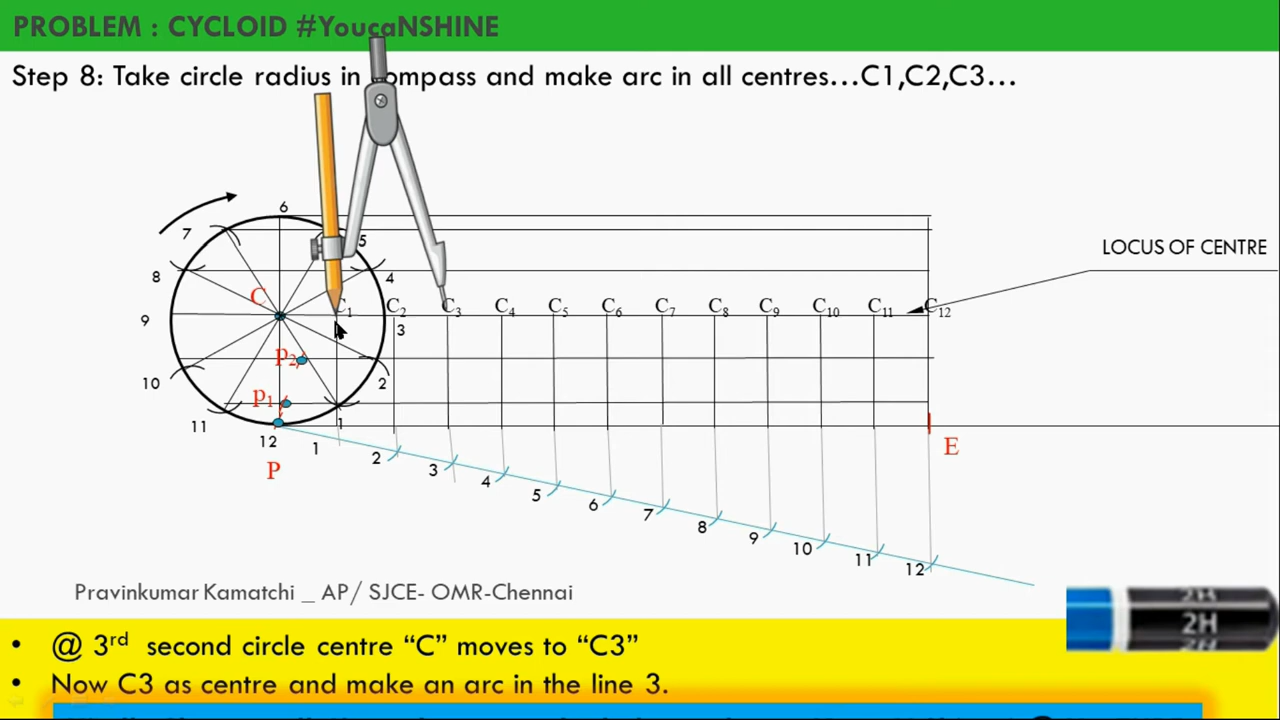 PROBLEM : CYCLOID #YoucaNSHINE
Step 8: Take circle radius in compass and make arc in all centres...C1,C2,C3...
6
7
5
8
4
LOCUS OF CENTRE
C
C1 C2 C3 C4 C5 C6 C7 C8 C9 C10 C11 C12
9
3
P2
10
2
P1
11
1
12
1
E
P
2
3
4
5
6
7
8
9
10
11
12
Pravinkumar Kamatchi _ AP/ SJCE- OMR-Chennai
2H
• @ 3rd second circle centre “C” moves to “C3”
• Now C3 as centre and make an arc in the line 3.